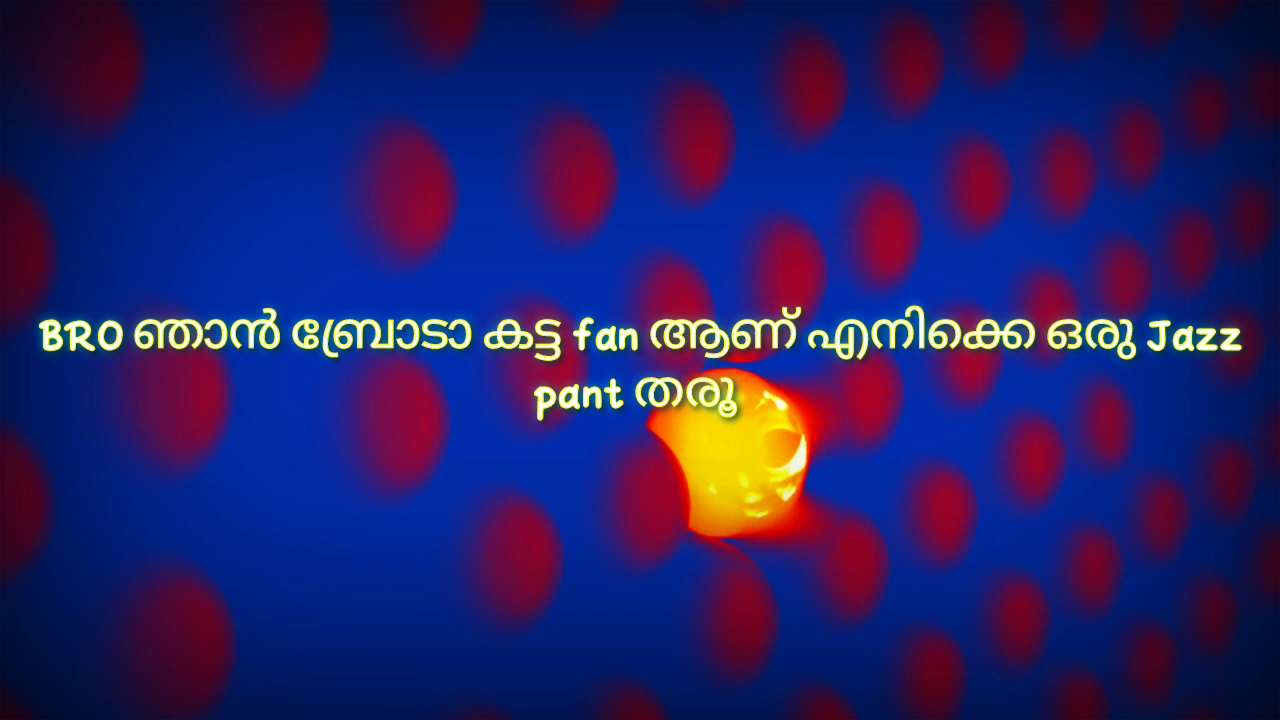 BRO ഞാൻ ബ്രോടാ കട്ട fan ആണ് എനിക്കെ ഒരു Jazz
pant തരൂ